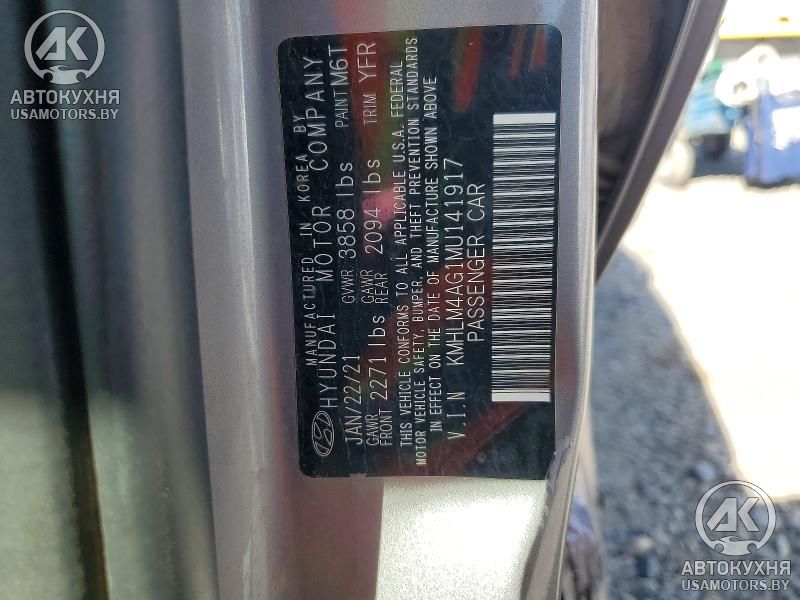 AK
АВТОКУХНЯ
USAMOTORS.BY
MANUFACTURED IN KOREA BY
HYUNDAI MOTOR COMPANY
JAN/22/21 GVWR 3858 lbs PAINT M6T
GAWR FRONT 2271 lbs GAWR REAR 2094 lbs TRIM YFR
THIS VEHICLE CONFORMS TO ALL APPLICABLE U.S.A. FEDERAL
MOTOR VEHICLE SAFETY, BUMPER, AND THEFT PREVENTION STANDARDS
IN EFFECT ON THE DATE OF MANUFACTURE SHOWN ABOVE
V.I.N KMHLM4AG1MU141917
PASSENGER CAR
AK
АВТОКУХНЯ
USAMOTORS.BY